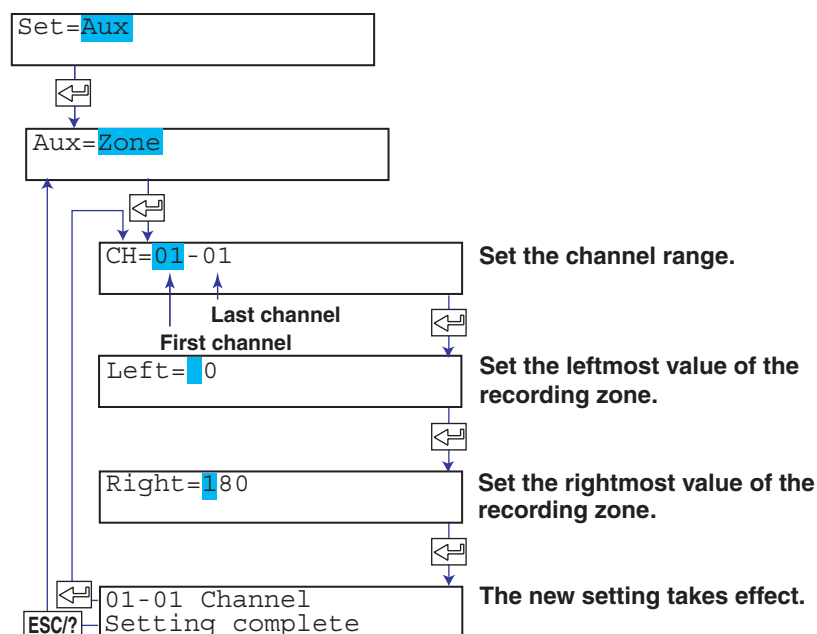 Set=Aux
Aux=Zone
CH=01-01
Set the channel range.
Last channel
First channel
Left= 0
Set the leftmost value of the
recording zone.
Right=180
Set the rightmost value of the
recording zone.
01-01 Channel
The new setting takes effect.
ESC/?
Setting complete